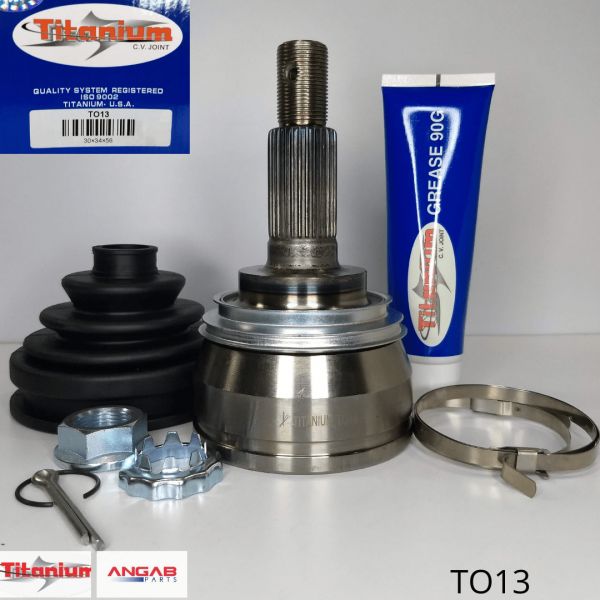 Titanium
C.V. JOINT
QUALITY SYSTEM REGISTERED
ISO 9002
TITANIUM- U.S.A.
TO13
30×34×56
Titanium
C.V. JOINT
GREASE 90G
TITANIUM TO
Titanium
ANGAB
PARTS
TO13